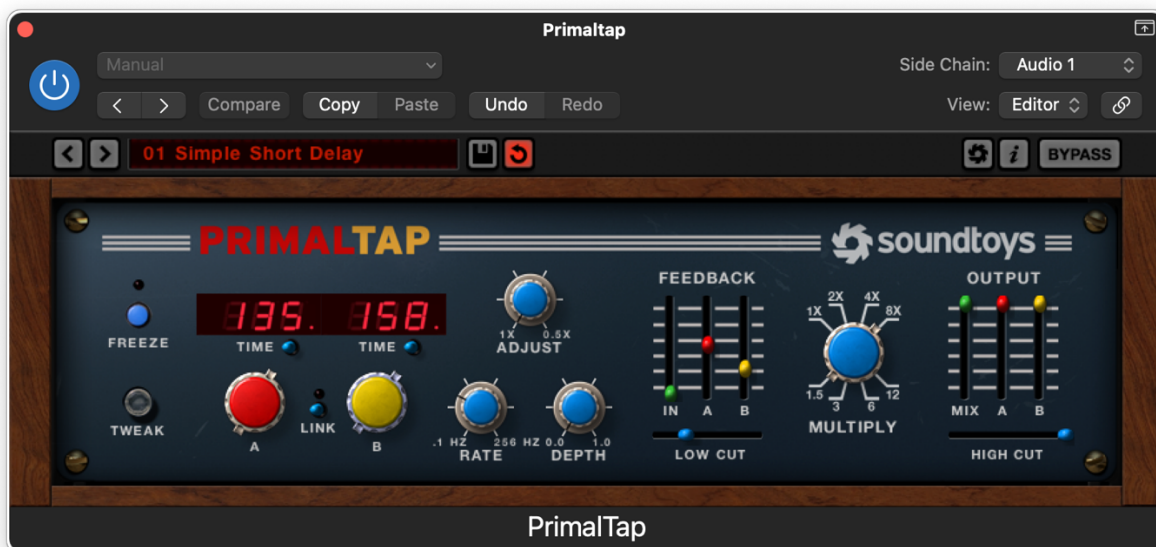 Primaltap
Manual
Side Chain: Audio 1
Compare Copy Paste Undo Redo
View: Editor
01 Simple Short Delay
i BYPASS
PRIMALTAP soundtoys
FEEDBACK OUTPUT
135. 158.
FREEZE
TIME TIME
1X 0.5X
ADJUST
1X 2X 4X 8X
1.5 3 6 12
MULTIPLY
TWEAK
A LINK B
.1 HZ 256 HZ
RATE
0.0 1.0
DEPTH
IN A B
LOW CUT
MIX A B
HIGH CUT
PrimalTap